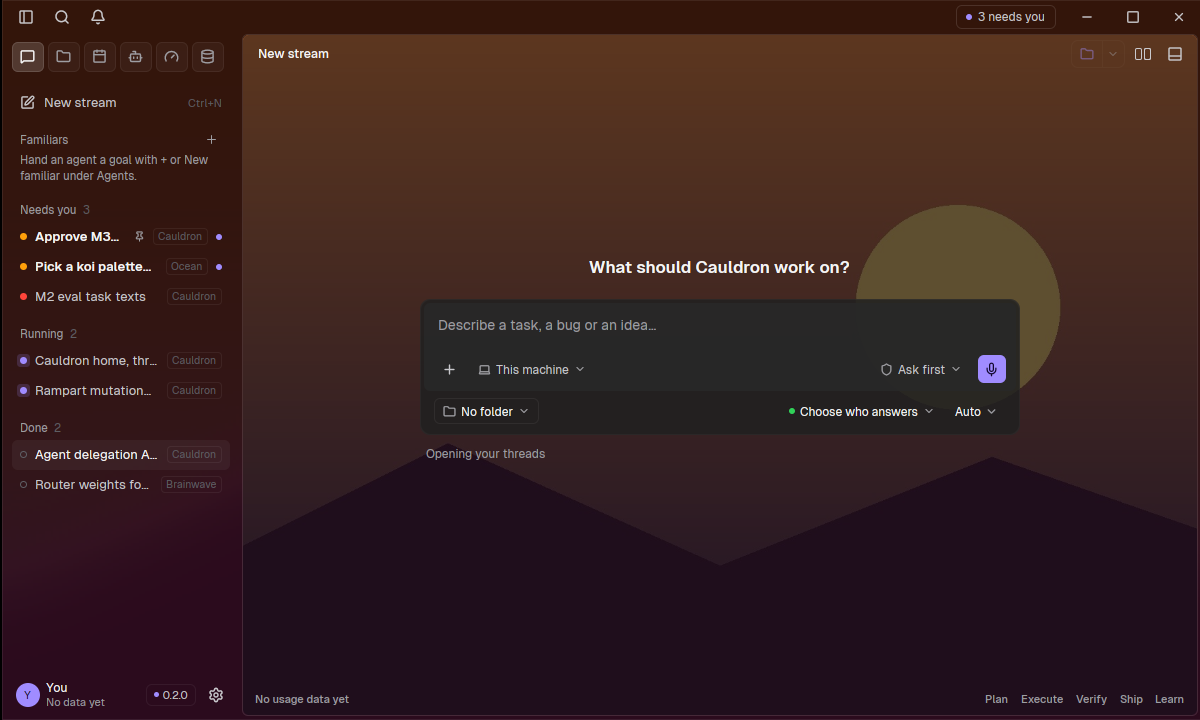 3 needs you
New stream
New stream Ctrl+N
Familiars
Hand an agent a goal with + or New
familiar under Agents.
Needs you 3
Approve M3... Cauldron
Pick a koi palette... Ocean
M2 eval task texts Cauldron
Running 2
Cauldron home, thr... Cauldron
Rampart mutation... Cauldron
Done 2
Agent delegation A... Cauldron
Router weights fo... Brainwave
What should Cauldron work on?
Describe a task, a bug or an idea...
This machine Ask first
No folder Choose who answers Auto
Opening your threads
Y You 0.2.0
No data yet
No usage data yet Plan Execute Verify Ship Learn